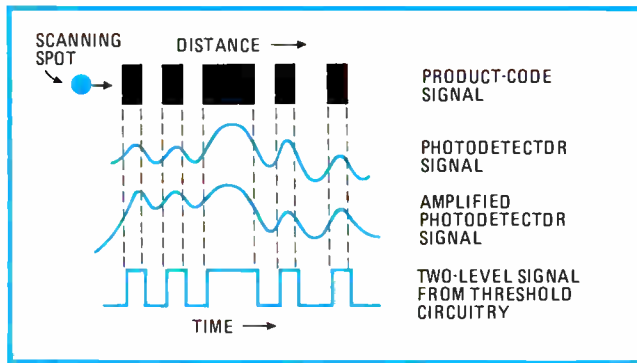 SCANNING
SPOT
DISTANCE
PRODUCT-CODE
SIGNAL
PHOTODETECTOR
SIGNAL
AMPLIFIED
PHOTODETECTOR
SIGNAL
TWO-LEVEL SIGNAL
FROM THRESHOLD
CIRCUITRY
TIME